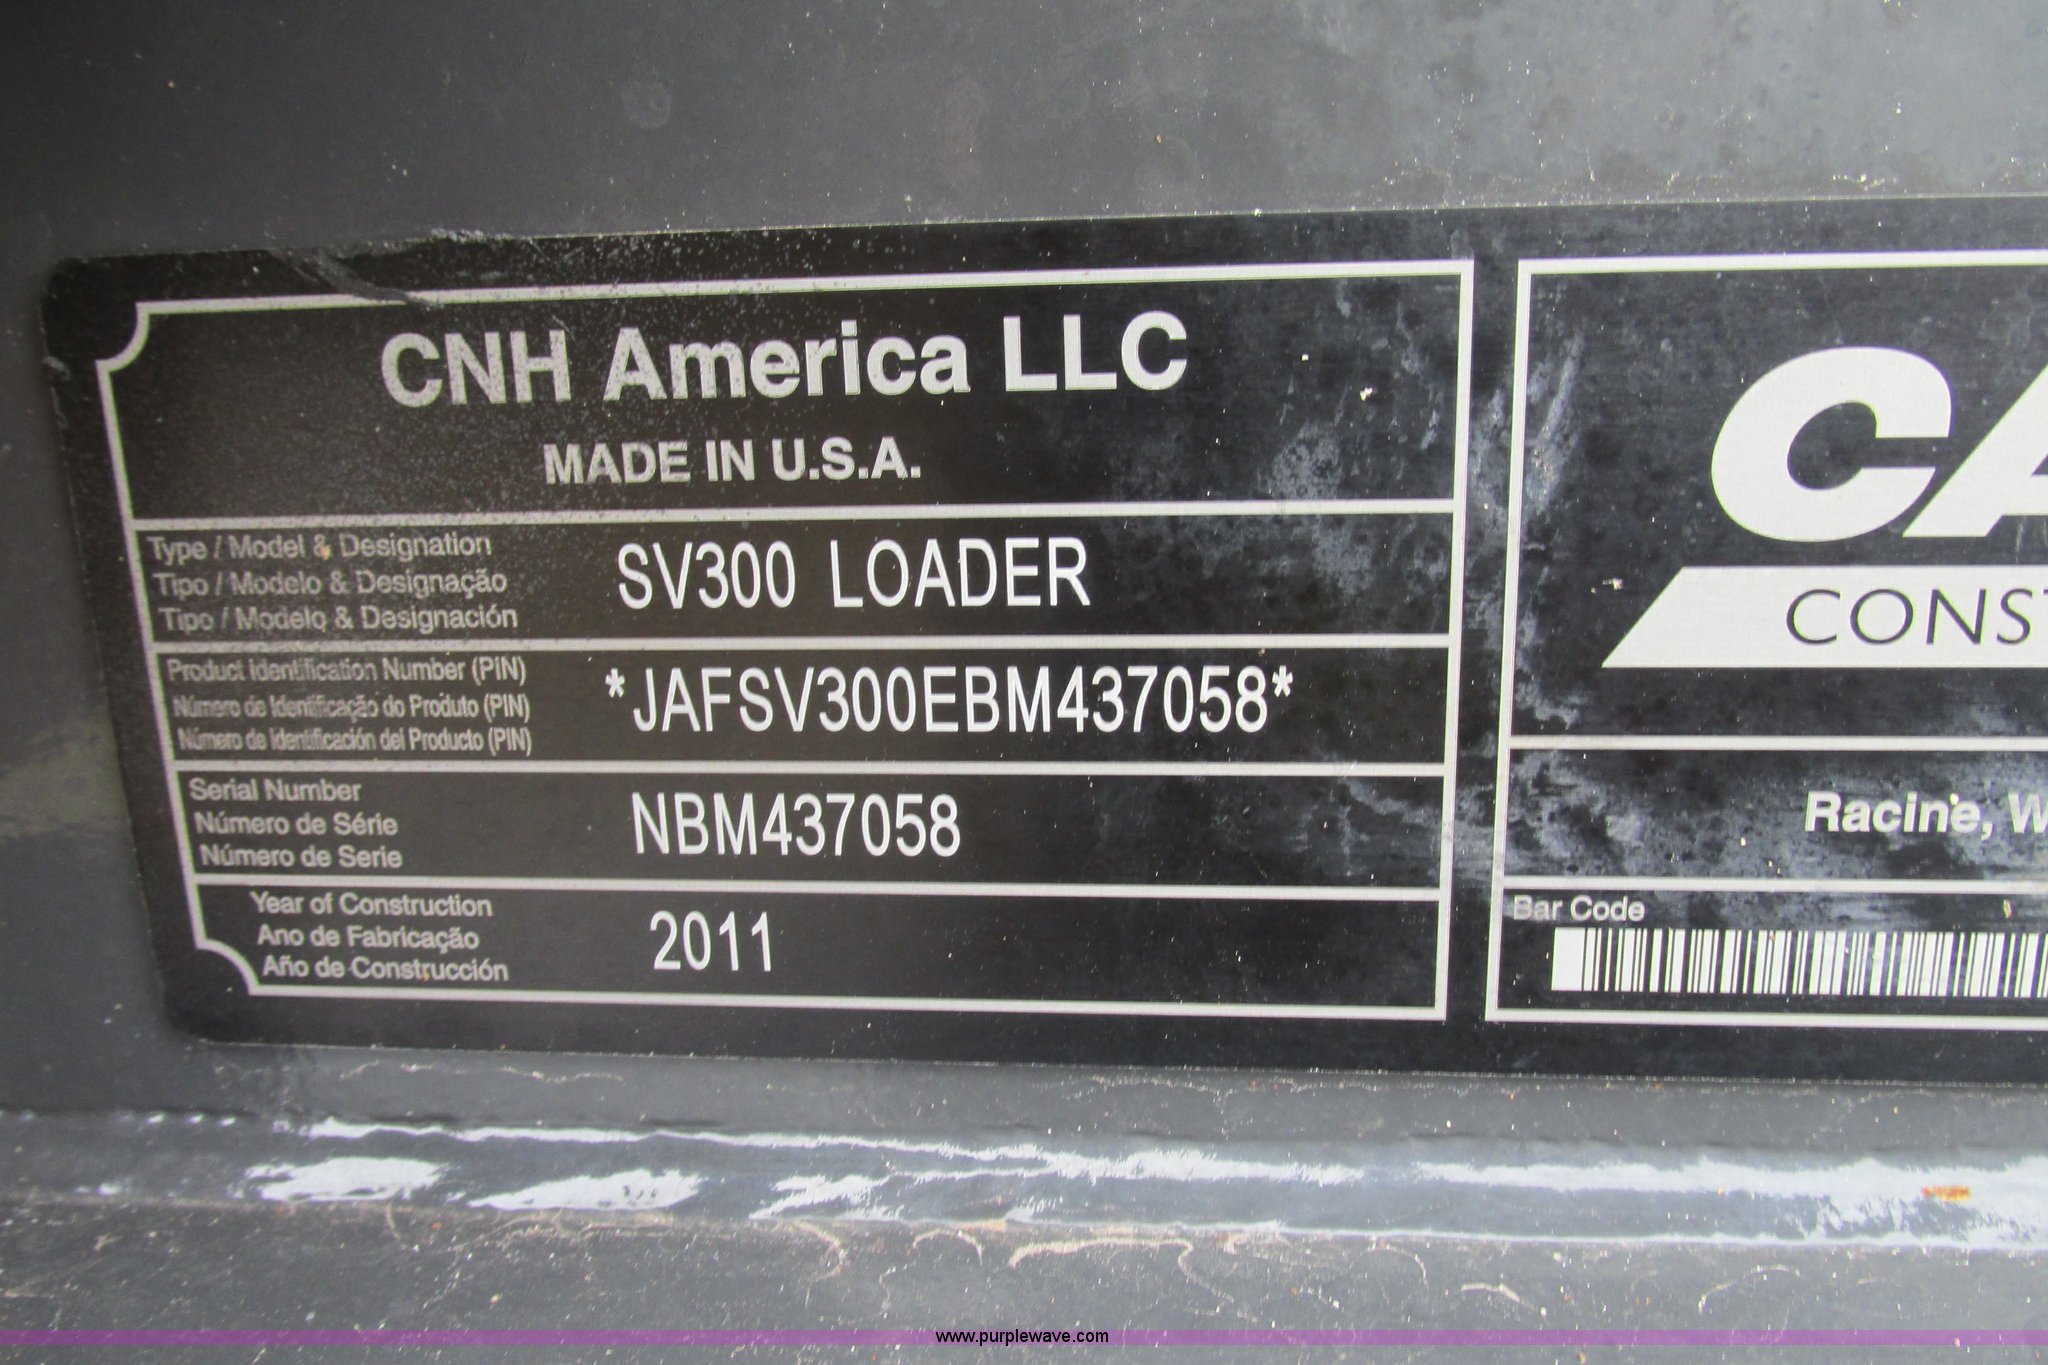 CNH America LLC
MADE IN U.S.A.
Type / Model & Designation
Tipo / Modelo & Designação
Tipo / Modelo & Designación
SV300 LOADER
Product Identification Number (PIN)
Número de Identificação do Produto (PIN)
Número de Identificación del Producto (PIN)
*JAFSV300EBM437058*
Serial Number
Número de Série
Número de Serie
NBM437058
Year of Construction
Ano de Fabricação
Año de Construcción
2011
CA
CONST
Racine, W
Bar Code
www.purplewave.com